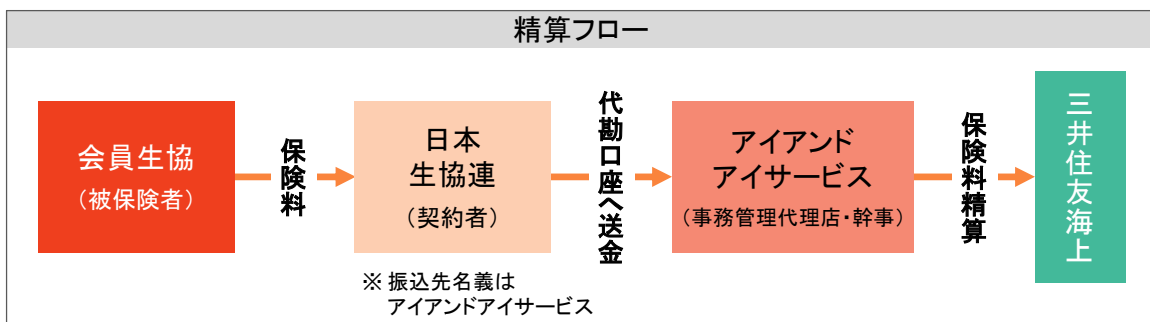 精算フロー
会員生協
（被保険者）
保険料
日本
生協連
（契約者）
※ 振込先名義は
アイアンドアイサービス
代勘口座へ送金
アイアンド
アイサービス
（事務管理代理店・幹事）
保険料精算
三井住友海上